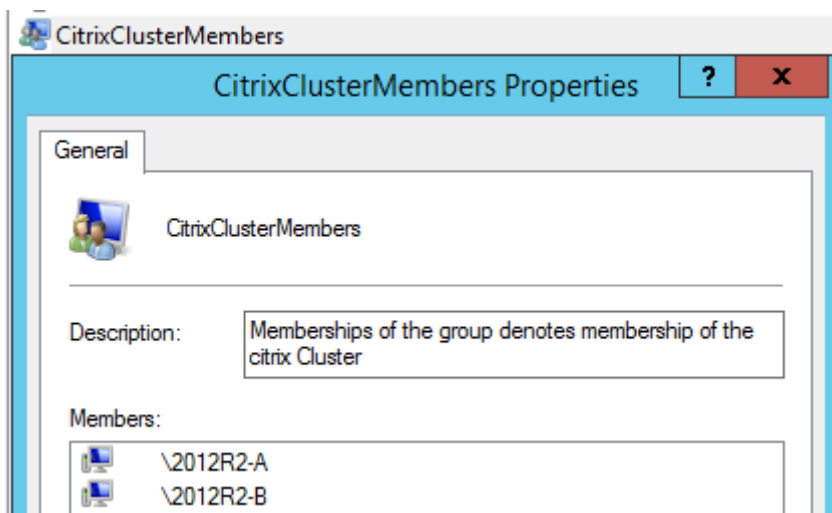 CitrixClusterMembers
CitrixClusterMembers Properties
?
x
General
CitrixClusterMembers
Description:
Memberships of the group denotes membership of the
citrix Cluster
Members:
\2012R2-A
\2012R2-B